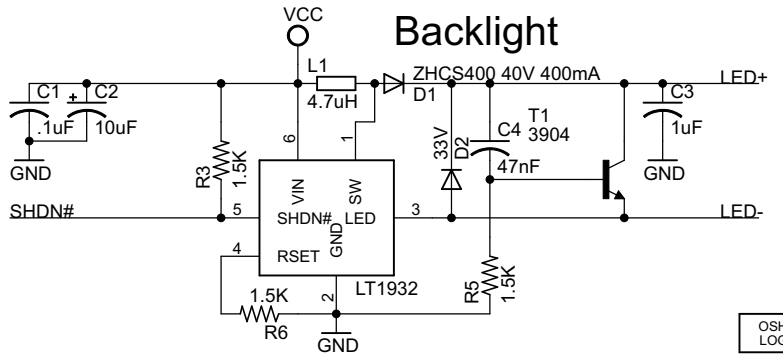 Backlight
VCC
L1
4.7uH
ZHCS400 40V 400mA
D1
LED+
C1
.1uF
C2
10uF
+
GND
R3
1.5K
6
1
VIN
SW
SHDN#
5
SHDN#
LED
3
4
RSET
GND
2
LT1932
1.5K
R6
GND
33V
D2
C4
47nF
T1
3904
C3
1uF
GND
LED-
R5
1.5K
OSH
LOC